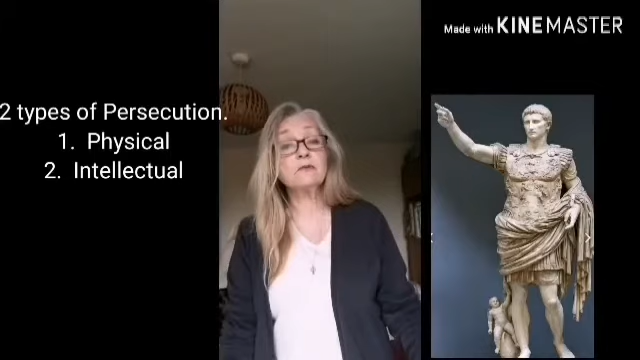 Made with KINEMASTER
2 types of Persecution.
1. Physical
2. Intellectual